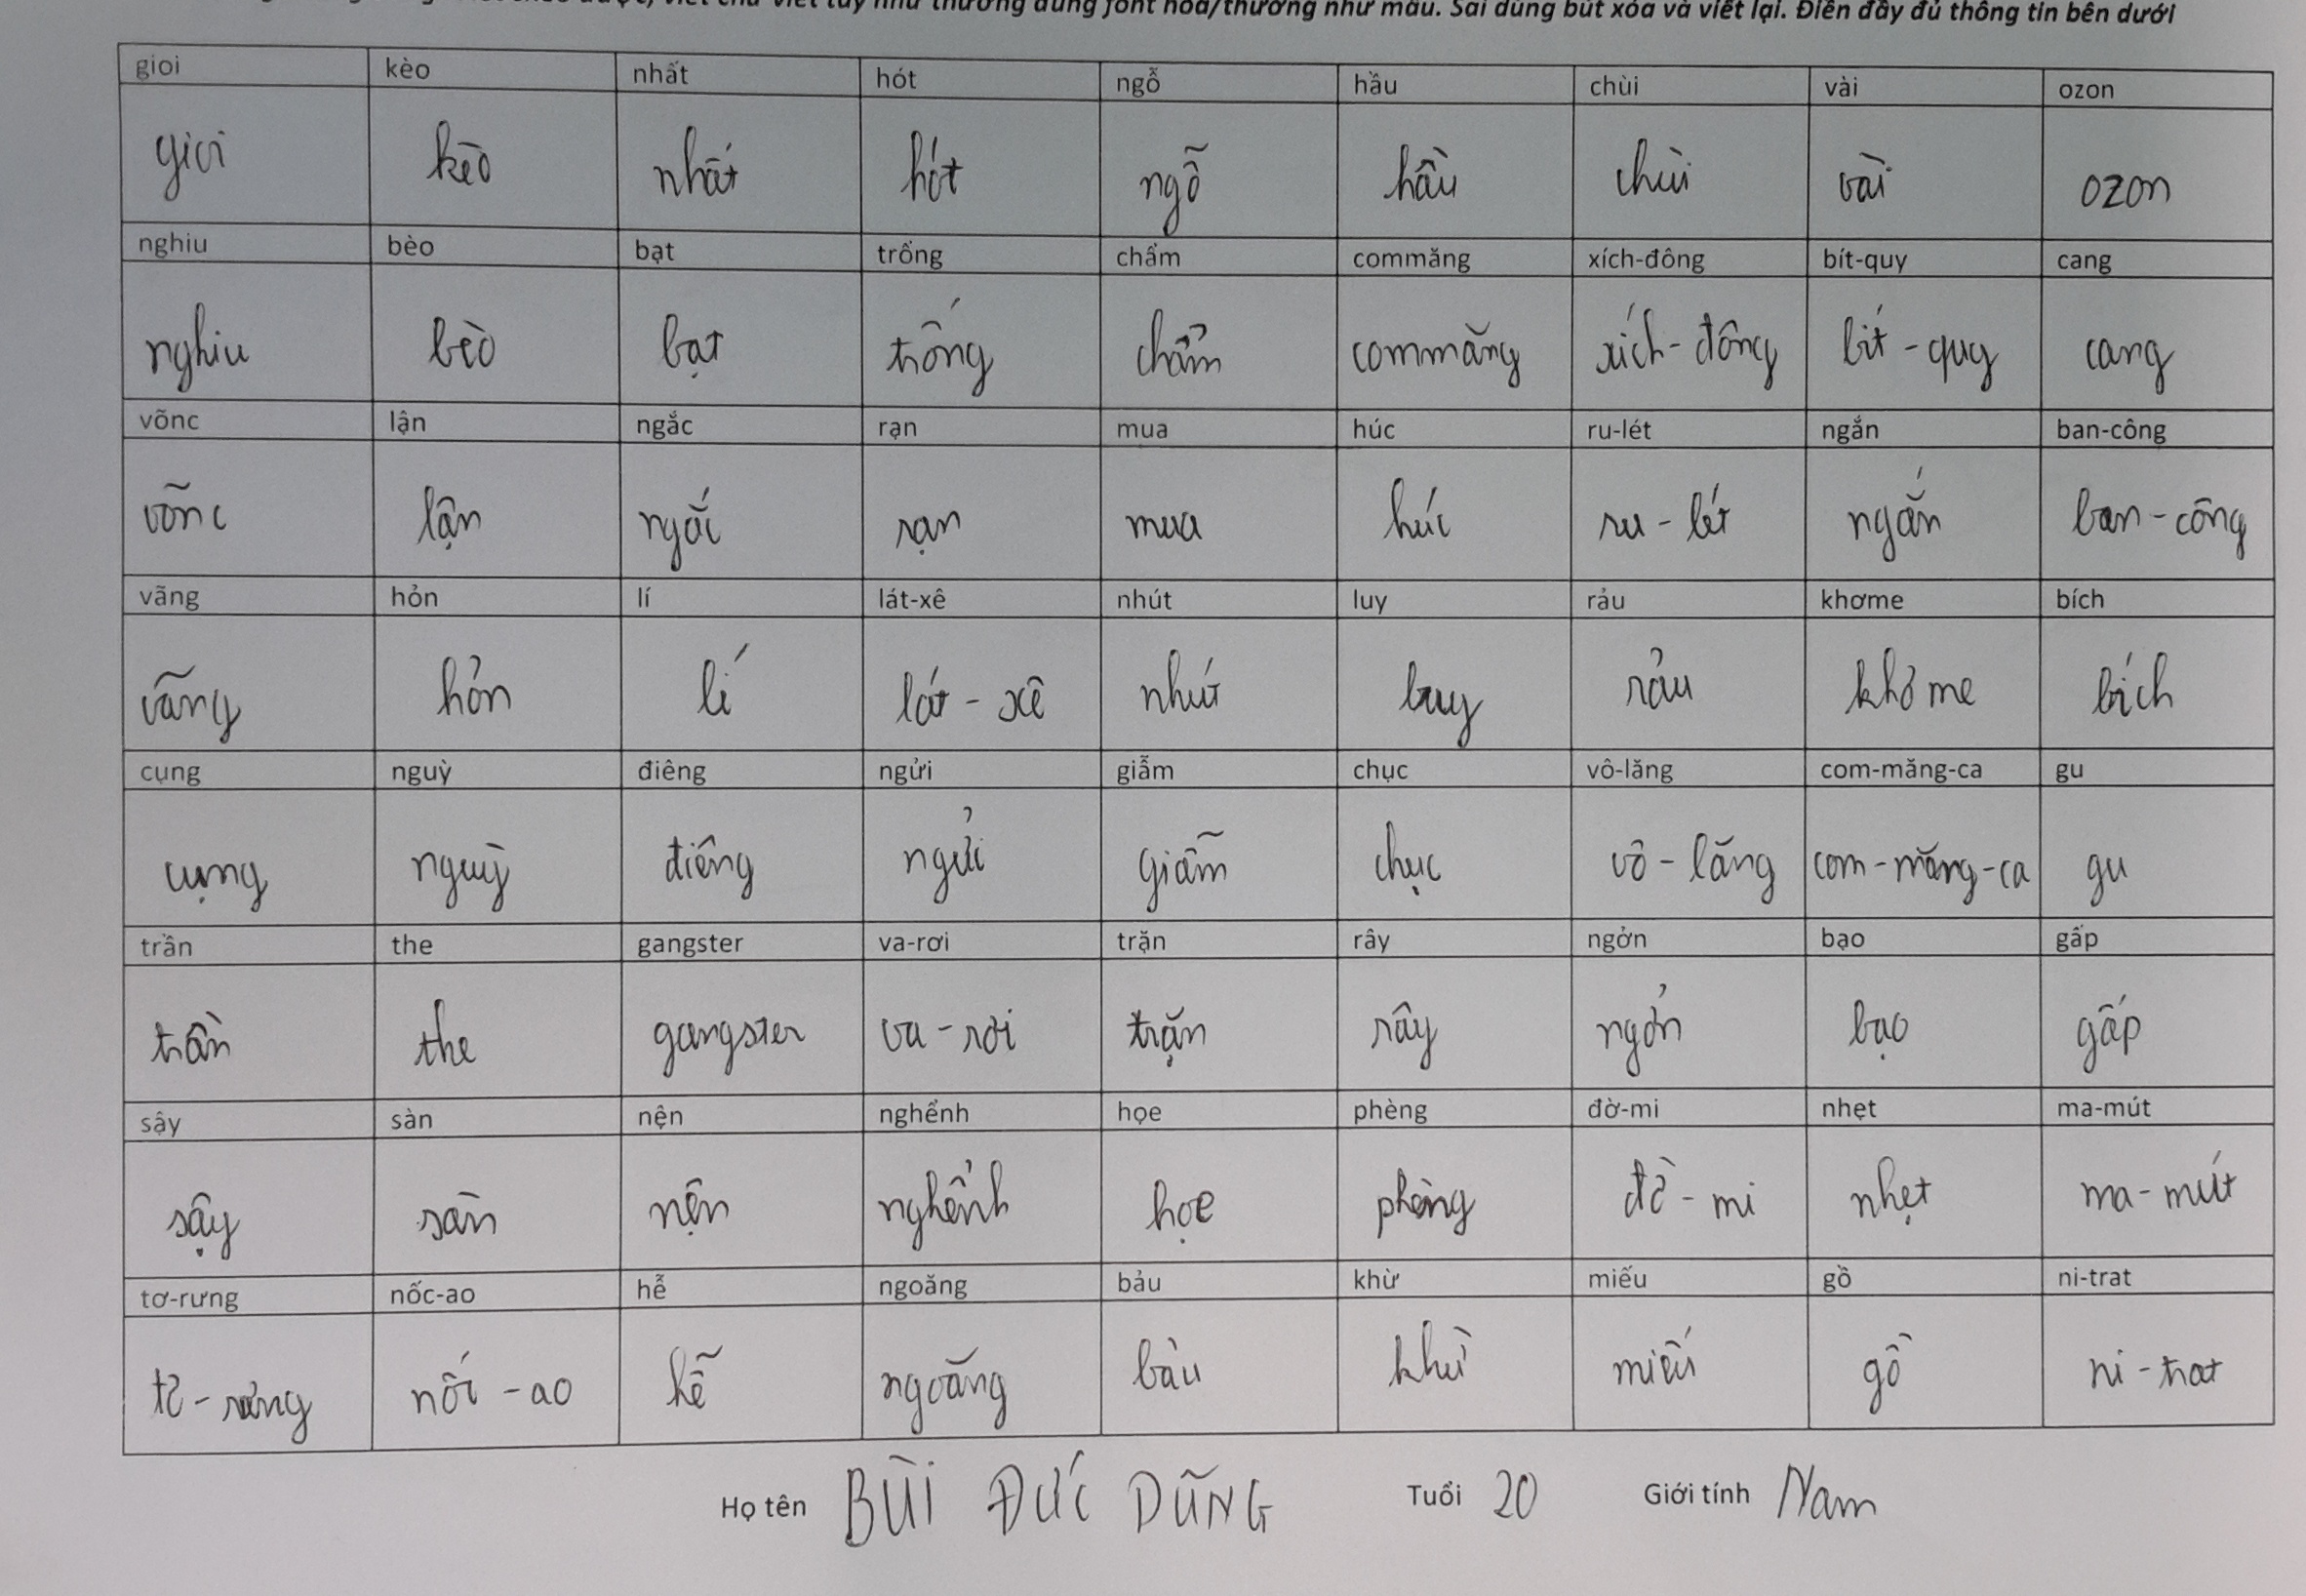 viết chữ viết tay như thường dùng font hoa/thường như mẫu. Sai dùng bút xóa và viết lại. Điền đầy đủ thông tin bên dưới
gioi kèo nhất hót ngỗ hầu chùi vài ozon
gioi kèo nhất hót ngỗ hầu chùi vài ozon
nghiu bèo bạt trống chẩm commăng xích-đông bít-quy cang
nghiu bèo bạt trống chẩm commăng xích-đông bít-quy cang
võnc lận ngắc rạn mua húc ru-lét ngắn ban-công
võnc lận ngắc rạn mua húc ru-lét ngắn ban-công
vãng hỏn lí lát-xê nhút luy rảu khơme bích
vãng hỏn lí lát-xê nhút luy rảu khơme bích
cụng nguỳ điêng ngửi giẫm chục vô-lăng com-măng-ca gu
cụng nguỳ điêng ngửi giẫm chục vô-lăng com-măng-ca gu
trần the gangster va-rơi trặn rây ngởn bạo gấp
trần the gangster va-rơi trặn rây ngởn bạo gấp
sậy sàn nện nghểnh họe phèng đờ-mi nhẹt ma-mút
sậy sàn nện nghểnh họe phèng đờ-mi nhẹt ma-mút
tơ-rưng nốc-ao hễ ngoăng bảu khừ miếu gồ ni-trat
tơ-rưng nốc-ao hễ ngoăng bảu khừ miếu gồ ni-trat
Họ tên BÙI ĐỨC DŨNG Tuổi 20 Giới tính Nam